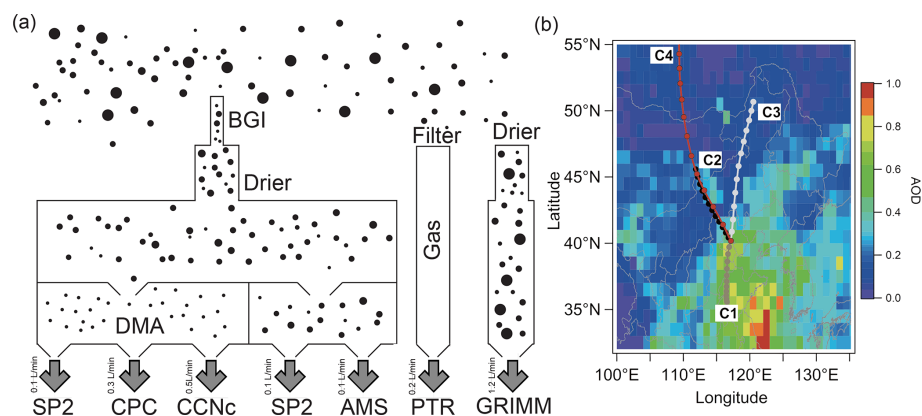 (a)
BGI
Drier
Filter
Drier
Gas
DMA
0.1 L/min
0.3 L/min
0.5L/min
0.1 L/min
0.1 L/min
0.2 L/min
1.2 L/min
SP2
CPC
CCNc
SP2
AMS
PTR
GRIMM
(b)
55°N
50°N
45°N
40°N
35°N
Latitude
C4
C3
C2
C1
100°E
110°E
120°E
130°E
Longitude
1.0
0.8
0.6
0.4
0.2
0.0
AOD